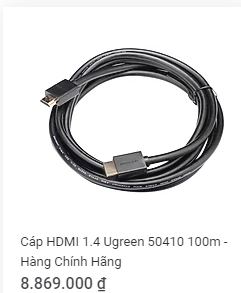 Cáp HDMI 1.4 Ugreen 50410 100m -
Hàng Chính Hãng
8.869.000 ₫